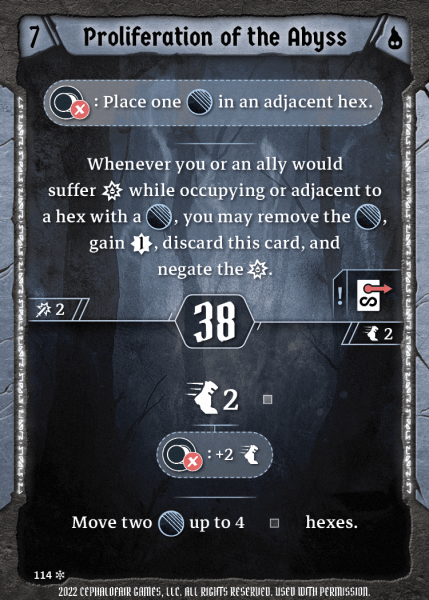 7 Proliferation of the Abyss
: Place one in an adjacent hex.
Whenever you or an ally would
suffer while occupying or adjacent to
a hex with a , you may remove the ,
gain 1 , discard this card, and
negate the .
!
2
38
2
2
: +2
Move two up to 4 hexes.
114
2022 CEPHALOFAIR GAMES, LLC. ALL RIGHTS RESERVED. USED WITH PERMISSION.